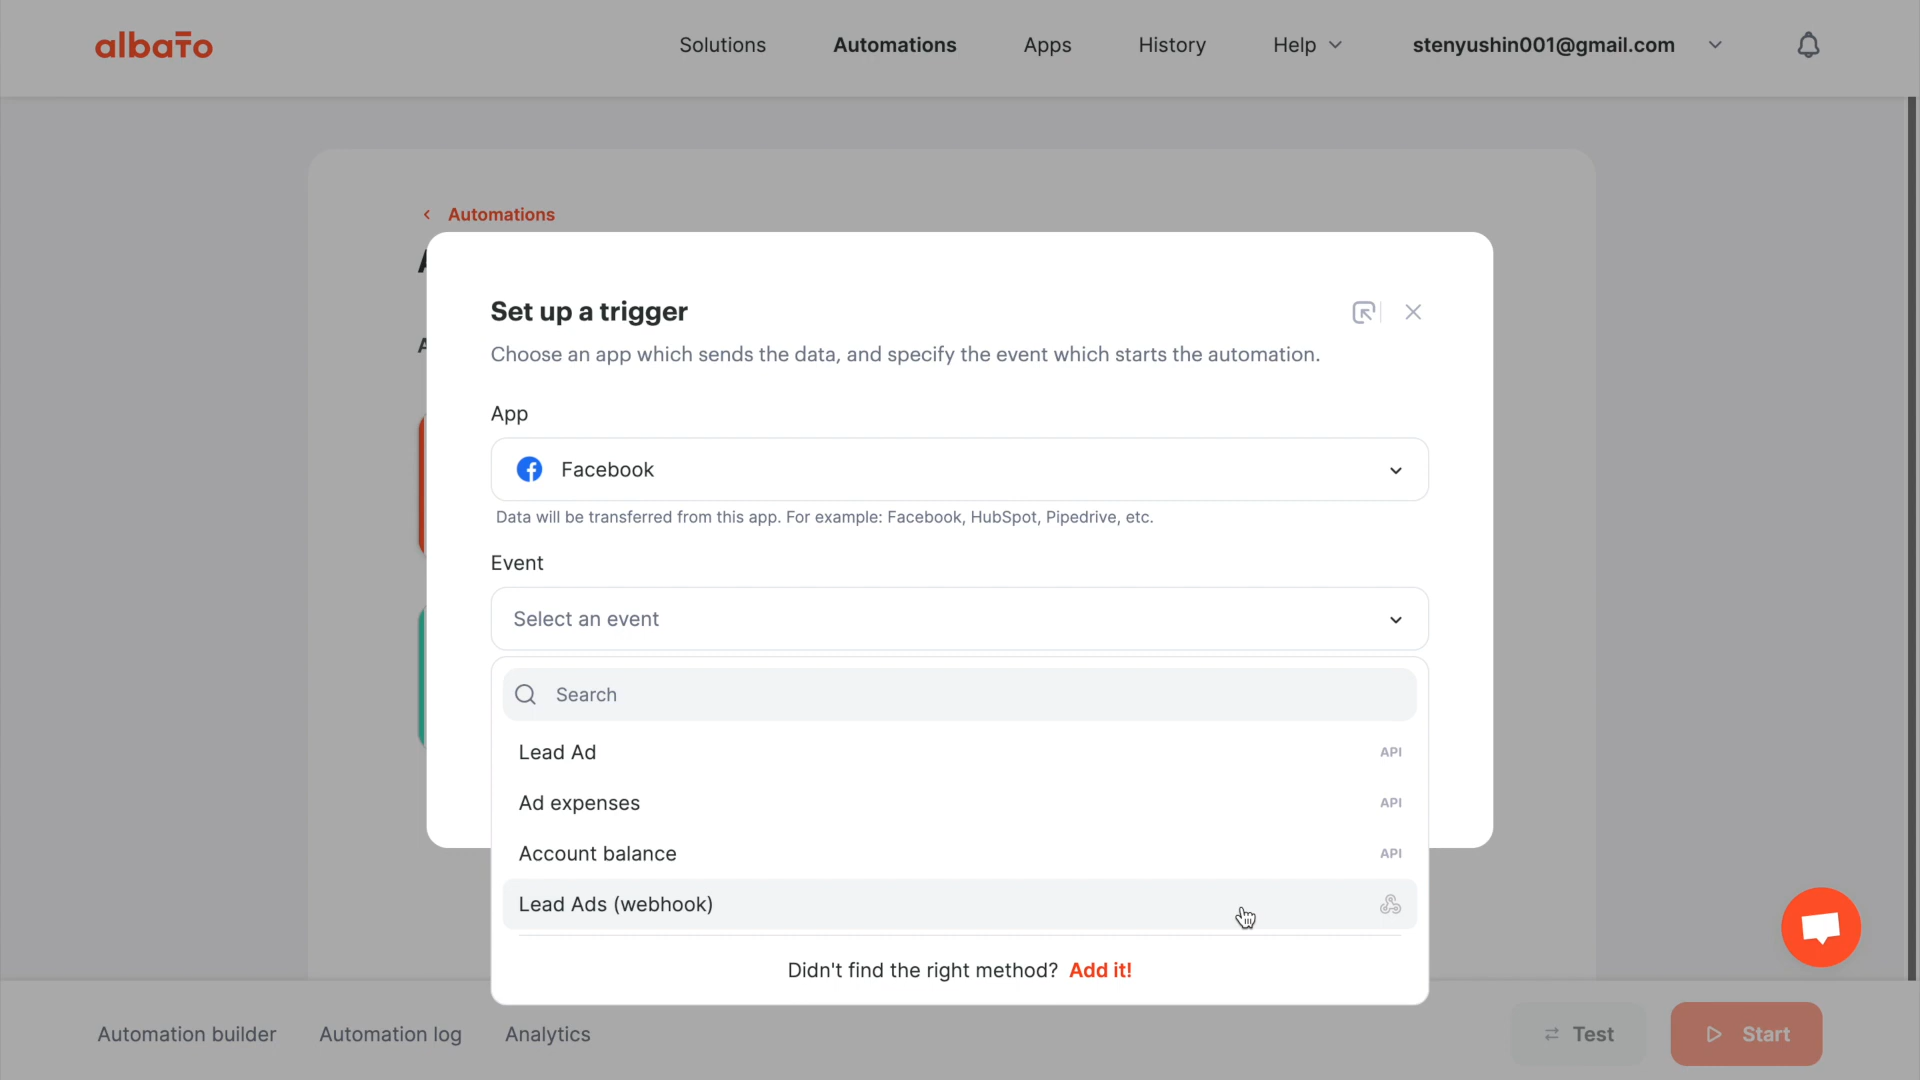 albato
Solutions
Automations
Apps
History
Help
stenyushin001@gmail.com
Automations
Set up a trigger
Choose an app which sends the data, and specify the event which starts the automation.
App
Facebook
Data will be transferred from this app. For example: Facebook, HubSpot, Pipedrive, etc.
Event
Select an event
Search
Lead Ad
API
Ad expenses
API
Account balance
API
Lead Ads (webhook)
Didn't find the right method? Add it!
Automation builder
Automation log
Analytics
Test
Start